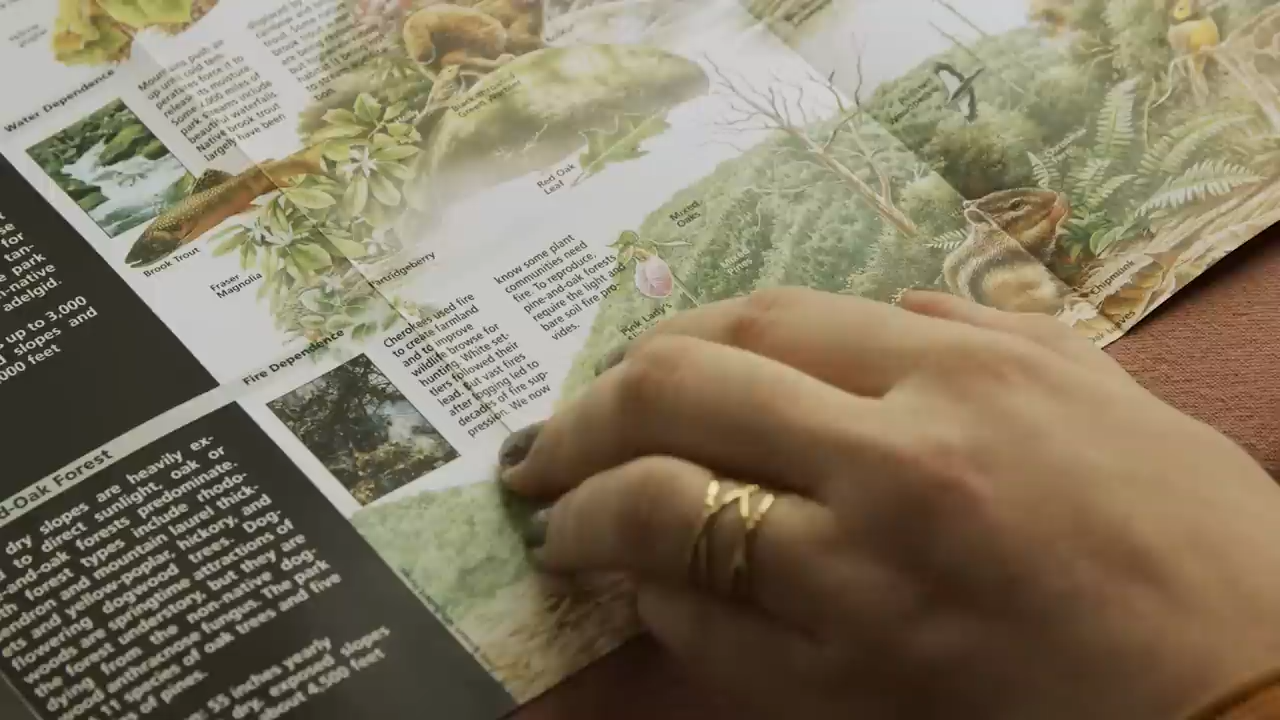 Water Dependence
Mountains push air
up until cold tem-
peratures force it to
release its moisture.
some 2,000 miles of
park streams include
beautiful waterfalls.
Native brook trout
largely have been
Brook Trout
Fraser
Magnolia
Partridgeberry
Red Oak
Leaf
Mixed
Oaks
Mixed
Pines
Pink Lady's
Chipmunk
Fire Dependence
Cherokees used fire
to create farmland
and to improve
wildlife browse for
hunting. White set-
tlers followed their
lead. But vast fires
after logging led to
decades of fire sup-
pression. We now
know some plant
communities need
fire. To reproduce,
pine-and-oak forests
require the light and
bare soil fire pro-
vides.
for
tan-
park
n-native
adelgid.
up to 3,000
slopes and
000 feet
d-Oak Forest
dry slopes are heavily ex-
to direct sunlight, oak or
and-oak forests predominate.
forest types include rhodo-
endron and mountain laurel thick-
ets and yellow-poplar, hickory, and
flowering dogwood trees. Dog-
woods are springtime attractions of
the forest understory, but they are
dying from the non-native dog-
wood anthracnose fungus. The park
11 species of oak trees and five
of pines.
55 inches yearly
dry, exposed slopes
about 4,500 feet